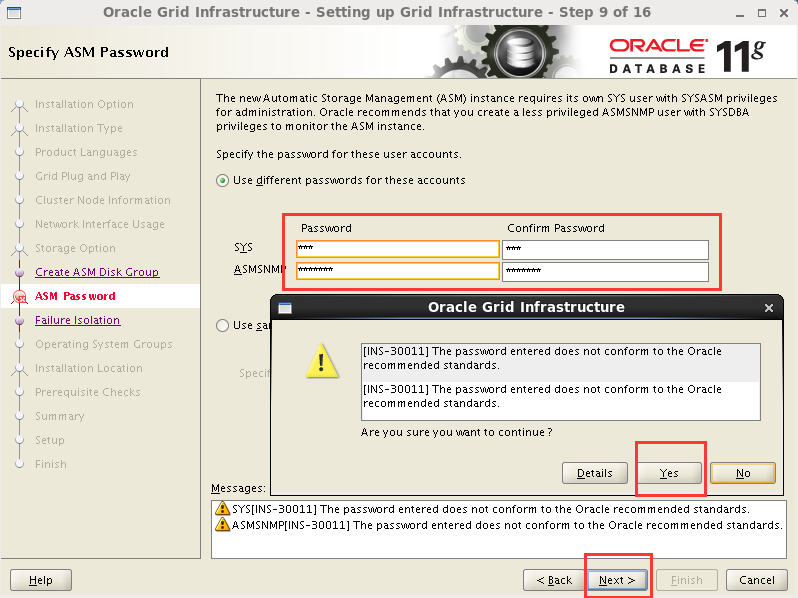 Oracle Grid Infrastructure - Setting up Grid Infrastructure - Step 9 of 16
Specify ASM Password
ORACLE
DATABASE
11g
Installation Option
Installation Type
Product Languages
Grid Plug and Play
Cluster Node Information
Network Interface Usage
Storage Option
Create ASM Disk Group
ASM Password
Failure Isolation
Operating System Groups
Installation Location
Prerequisite Checks
Summary
Setup
Finish
The new Automatic Storage Management (ASM) instance requires its own SYS user with SYSASM privileges
for administration. Oracle recommends that you create a less privileged ASMSNMP user with SYSDBA
privileges to monitor the ASM instance.
Specify the password for these user accounts.
Use different passwords for these accounts
Password Confirm Password
SYS *** ***
ASMSNMP ******* *******
Use sa
Specif
Oracle Grid Infrastructure
[INS-30011] The password entered does not conform to the Oracle
recommended standards.
[INS-30011] The password entered does not conform to the Oracle
recommended standards.
Are you sure you want to continue?
Details Yes No
Messages:
SYS[INS-30011] The password entered does not conform to the Oracle recommended standards.
ASMSNMP[INS-30011] The password entered does not conform to the Oracle recommended standards.
Help < Back Next > Finish Cancel